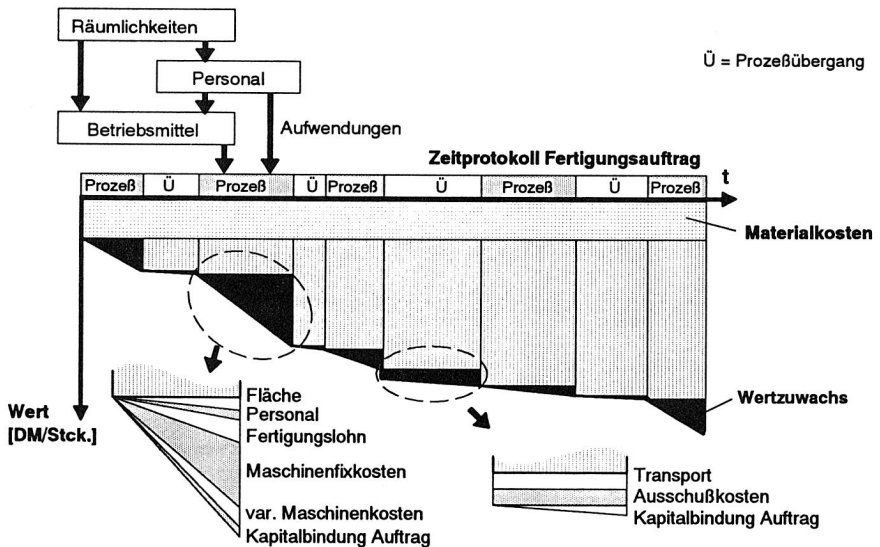 Räumlichkeiten
Personal
Betriebsmittel
Aufwendungen
Ü = Prozeßübergang
Zeitprotokoll Fertigungsauftrag
t
Prozeß Ü Prozeß Ü Prozeß Ü Prozeß Ü Prozeß
Materialkosten
Wertzuwachs
Wert
[DM/Stck.]
Fläche
Personal
Fertigungslohn
Maschinenfixkosten
var. Maschinenkosten
Kapitalbindung Auftrag
Transport
Ausschußkosten
Kapitalbindung Auftrag